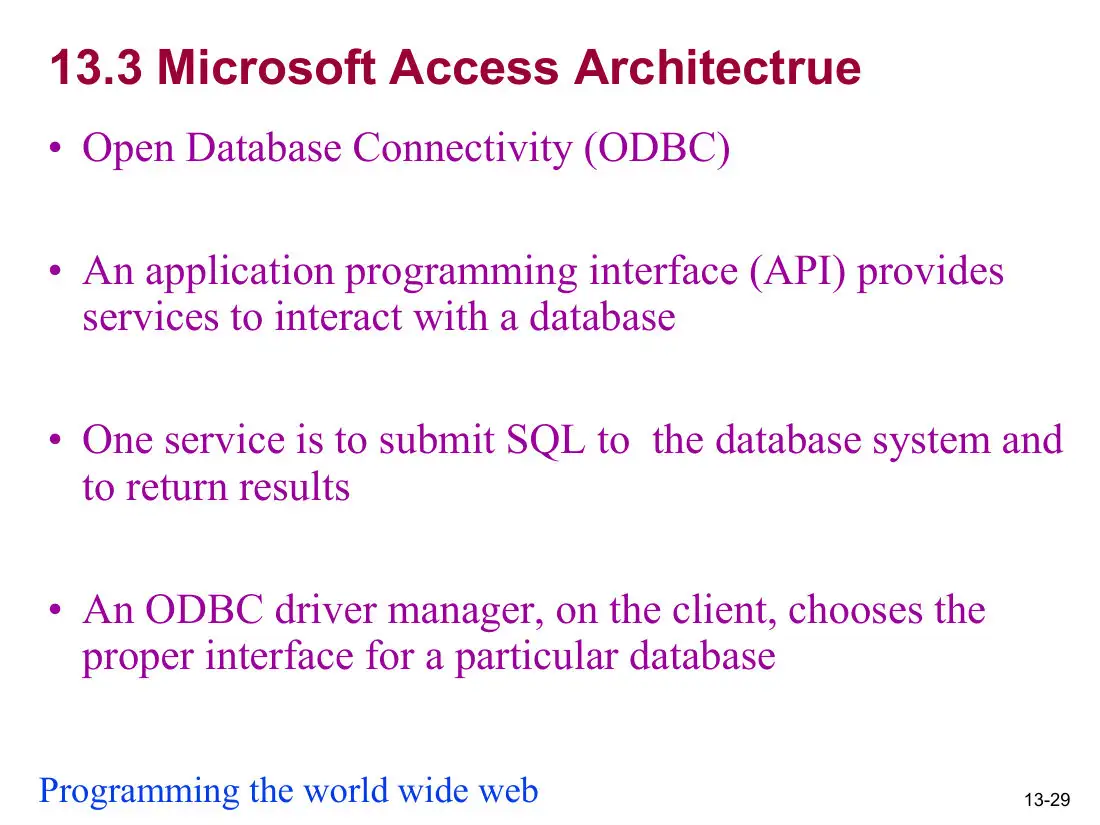 13.3 Microsoft Access Architectrue
• Open Database Connectivity (ODBC)
• An application programming interface (API) provides
services to interact with a database
• One service is to submit SQL to  the database system and
to return results
• An ODBC driver manager, on the client, chooses the
proper interface for a particular database
Programming the world wide web
13-29